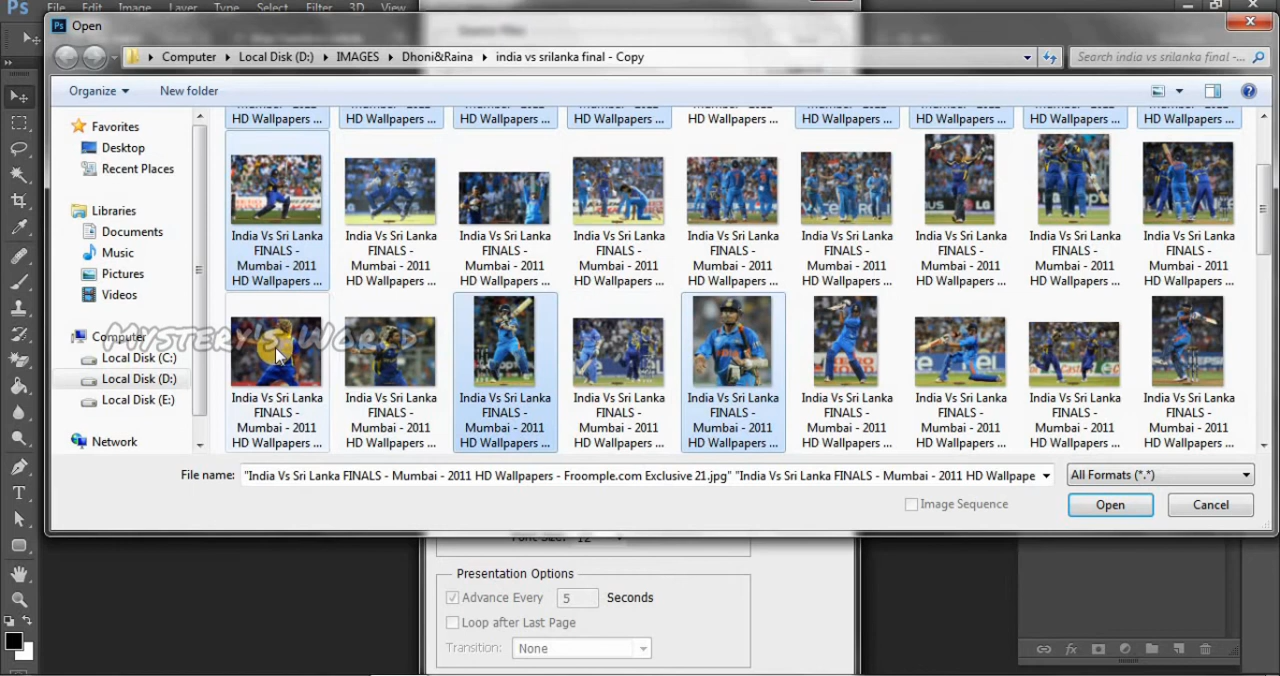 Ps File Edit Image Layer Type Select Filter 3D View
Open
Computer Local Disk (D:) IMAGES Dhoni&Raina india vs srilanka final - Copy
Search india vs srilanka final -...
Organize New folder
HD Wallpapers ... HD Wallpapers ... HD Wallpapers ... HD Wallpapers ... HD Wallpapers ... HD Wallpapers ... HD Wallpapers ... HD Wallpapers ... HD Wallpapers ...
Favorites
Desktop
Recent Places
Libraries
Documents
Music
Pictures
Videos
Computer
Local Disk (C:)
Local Disk (D:)
Local Disk (E:)
Network
India Vs Sri Lanka India Vs Sri Lanka India Vs Sri Lanka India Vs Sri Lanka India Vs Sri Lanka India Vs Sri Lanka India Vs Sri Lanka India Vs Sri Lanka India Vs Sri Lanka
FINALS - FINALS - FINALS - FINALS - FINALS - FINALS - FINALS - FINALS - FINALS -
Mumbai - 2011 Mumbai - 2011 Mumbai - 2011 Mumbai - 2011 Mumbai - 2011 Mumbai - 2011 Mumbai - 2011 Mumbai - 2011 Mumbai - 2011
HD Wallpapers ... HD Wallpapers ... HD Wallpapers ... HD Wallpapers ... HD Wallpapers ... HD Wallpapers ... HD Wallpapers ... HD Wallpapers ... HD Wallpapers ...
Mystery's World
India Vs Sri Lanka India Vs Sri Lanka India Vs Sri Lanka India Vs Sri Lanka India Vs Sri Lanka India Vs Sri Lanka India Vs Sri Lanka India Vs Sri Lanka India Vs Sri Lanka
FINALS - FINALS - FINALS - FINALS - FINALS - FINALS - FINALS - FINALS - FINALS -
Mumbai - 2011 Mumbai - 2011 Mumbai - 2011 Mumbai - 2011 Mumbai - 2011 Mumbai - 2011 Mumbai - 2011 Mumbai - 2011 Mumbai - 2011
HD Wallpapers ... HD Wallpapers ... HD Wallpapers ... HD Wallpapers ... HD Wallpapers ... HD Wallpapers ... HD Wallpapers ... HD Wallpapers ... HD Wallpapers ...
File name: "India Vs Sri Lanka FINALS - Mumbai - 2011 HD Wallpapers - Froomple.com Exclusive 21.jpg" "India Vs Sri Lanka FINALS - Mumbai - 2011 HD Wallpape All Formats (*.*)
Image Sequence Open Cancel
Font Size: 12
Presentation Options
Advance Every 5 Seconds
Loop after Last Page
Transition: None